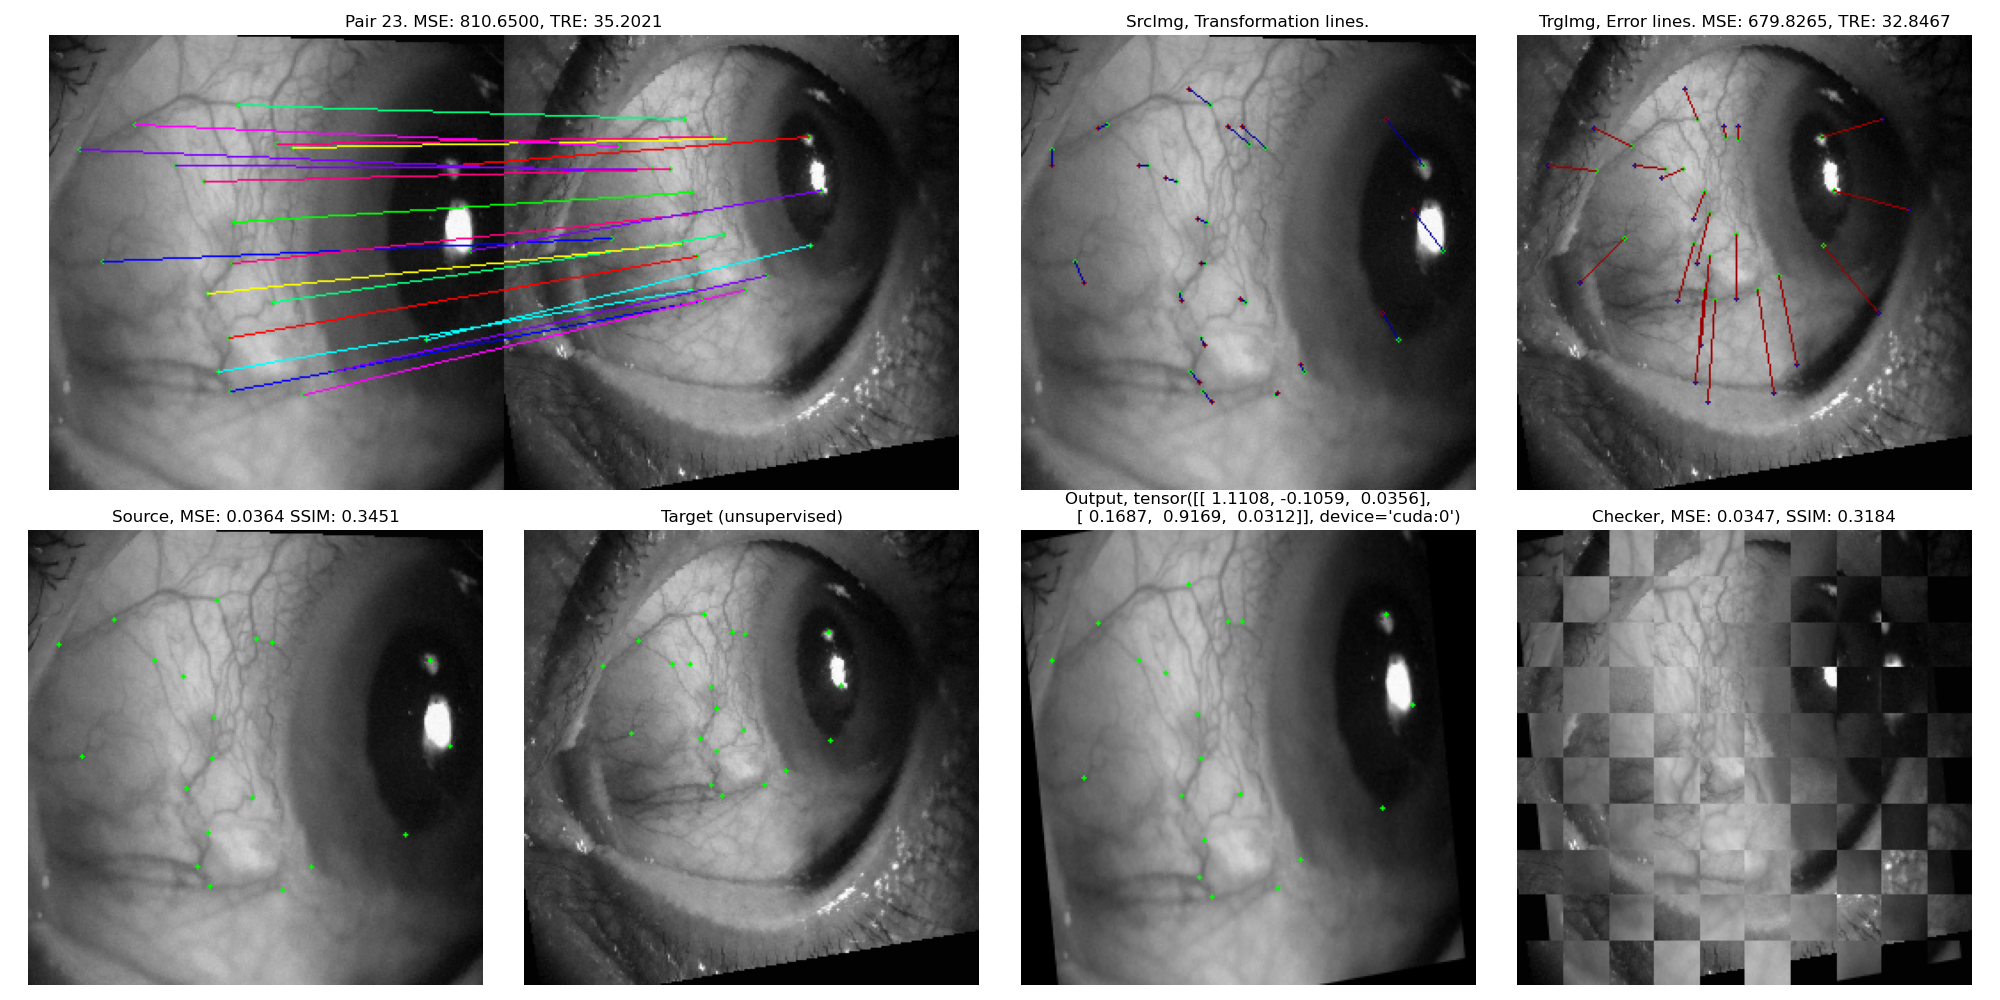 Pair 23. MSE: 810.6500, TRE: 35.2021
SrcImg, Transformation lines.
TrgImg, Error lines. MSE: 679.8265, TRE: 32.8467
Source, MSE: 0.0364 SSIM: 0.3451
Target (unsupervised)
Output, tensor([[ 1.1108, -0.1059,  0.0356],
[ 0.1687,  0.9169,  0.0312]], device='cuda:0')
Checker, MSE: 0.0347, SSIM: 0.3184